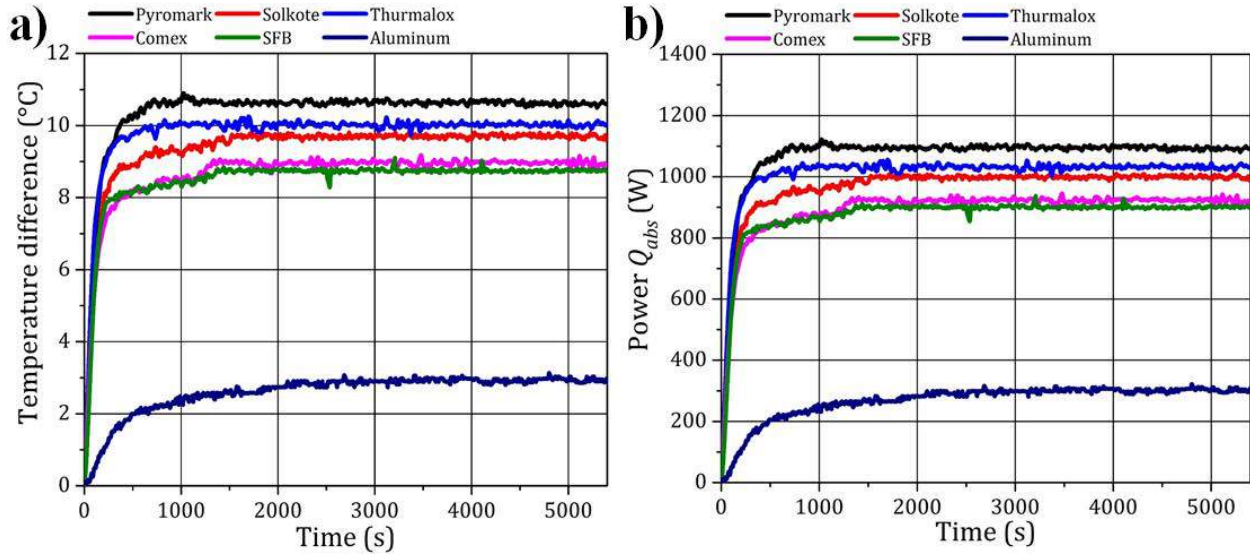 a)
Pyromark Solkote Thurmalox
Comex SFB Aluminum
12
10
8
6
4
2
0
Temperature difference (°C)
0 1000 2000 3000 4000 5000
Time (s)
b)
Pyromark Solkote Thurmalox
Comex SFB Aluminum
1400
1200
1000
800
600
400
200
0
Power Qabs (W)
0 1000 2000 3000 4000 5000
Time (s)